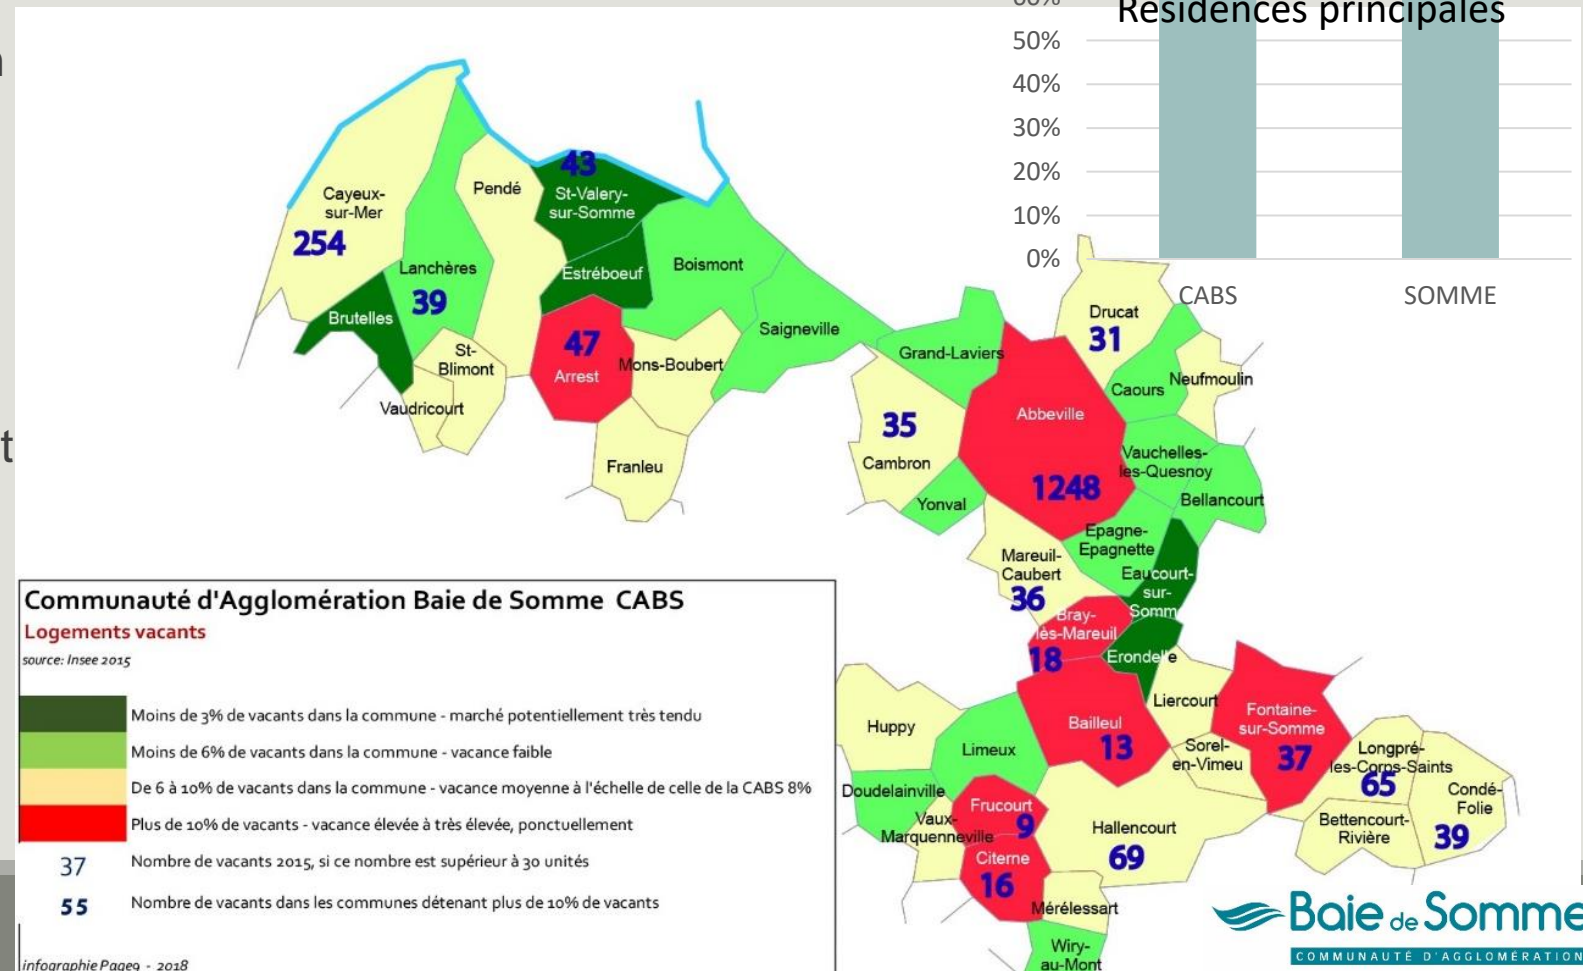 60%
Résidences principales
50%
40%
30%
20%
10%
0%
CABS
SOMME
n
t
Cayeux-
sur-Mer
254
Lanchères
39
Pendé
43
St-Valery-
sur-Somme
Estréboeuf
Boismont
Saigneville
Brutelles
St-
Blimont
Vaudricourt
47
Arrest
Mons-Boubert
Franleu
Drucat
31
Grand-Laviers
Caours
Neufmoulin
Abbeville
1248
35
Cambron
Yonval
Vauchelles-
les-Quesnoy
Bellancourt
Epagne-
Epagnette
Mareuil-
Caubert
36
Eaucourt-
sur-
Somm
Bray-
lès-Mareuil
18
Erondelle
Liercourt
Huppy
Limeux
Bailleul
13
Fontaine-
sur-Somme
37
Sorel-
en-Vimeu
Longpré-
les-Corps-Saints
65
Condé-
Folie
39
Bettencourt-
Rivière
Doudelainville
Vaux-
Marquenneville
Frucourt
9
Hallencourt
69
Citerne
16
Mérélessart
Wiry-
au-Mont
Communauté d'Agglomération Baie de Somme CABS
Logements vacants
source: Insee 2015
Moins de 3% de vacants dans la commune - marché potentiellement très tendu
Moins de 6% de vacants dans la commune - vacance faible
De 6 à 10% de vacants dans la commune - vacance moyenne à l'échelle de celle de la CABS 8%
Plus de 10% de vacants - vacance élevée à très élevée, ponctuellement
37 Nombre de vacants 2015, si ce nombre est supérieur à 30 unités
55 Nombre de vacants dans les communes détenant plus de 10% de vacants
infographie Page9 - 2018
Baie de Somme
COMMUNAUTÉ D'AGGLOMÉRATION